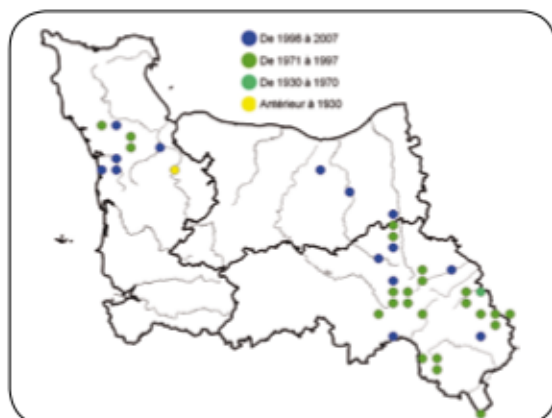 De 1998 à 2007
De 1971 à 1997
De 1930 à 1970
Antérieur à 1930